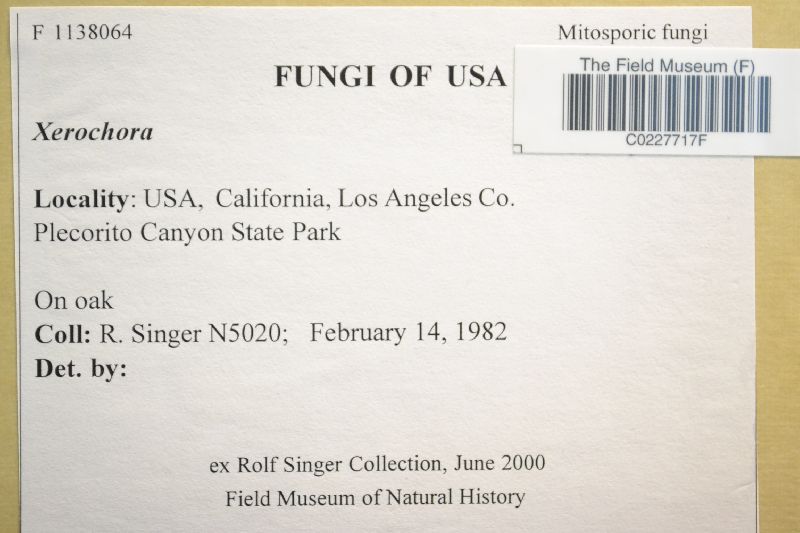 F 1138064
Mitosporic fungi
FUNGI OF USA
The Field Museum (F)
C0227717F
Xerochora
Locality: USA, California, Los Angeles Co.
Plecorito Canyon State Park
On oak
Coll: R. Singer N5020; February 14, 1982
Det. by:
ex Rolf Singer Collection, June 2000
Field Museum of Natural History